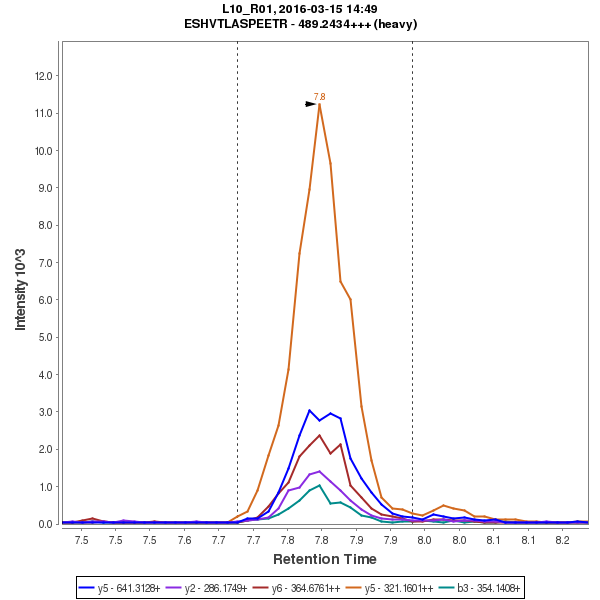 L10_R01, 2016-03-15 14:49
ESHVTLASPEETR - 489.2434+++ (heavy)
Intensity 10^3
12.0
11.0
10.0
9.0
8.0
7.0
6.0
5.0
4.0
3.0
2.0
1.0
0.0
7.8
7.5 7.5 7.6 7.6 7.7 7.7 7.8 7.8 7.9 7.9 8.0 8.0 8.1 8.1 8.2
Retention Time
y5 - 641.3128+ y2 - 286.1749+ y6 - 364.6761++ y5 - 321.1601++ b3 - 354.1408+